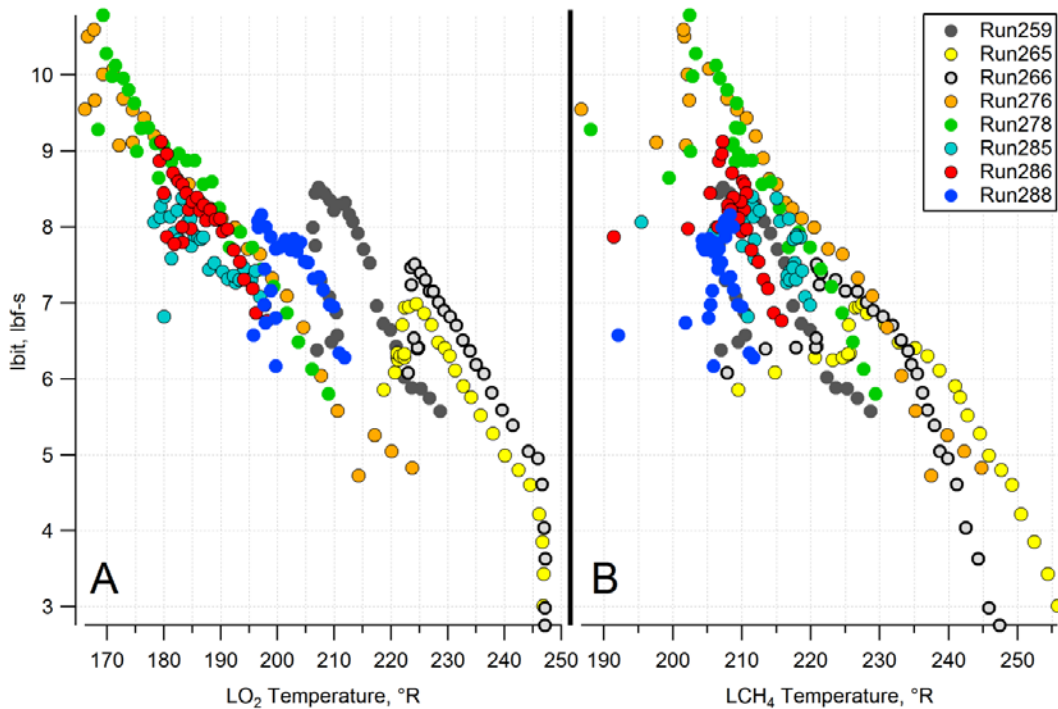 Run259
Run265
Run266
Run276
Run278
Run285
Run286
Run288
Ibit, lbf-s
10
9
8
7
6
5
4
3
A
B
170 180 190 200 210 220 230 240 250
190 200 210 220 230 240 250
LO₂ Temperature, °R
LCH₄ Temperature, °R